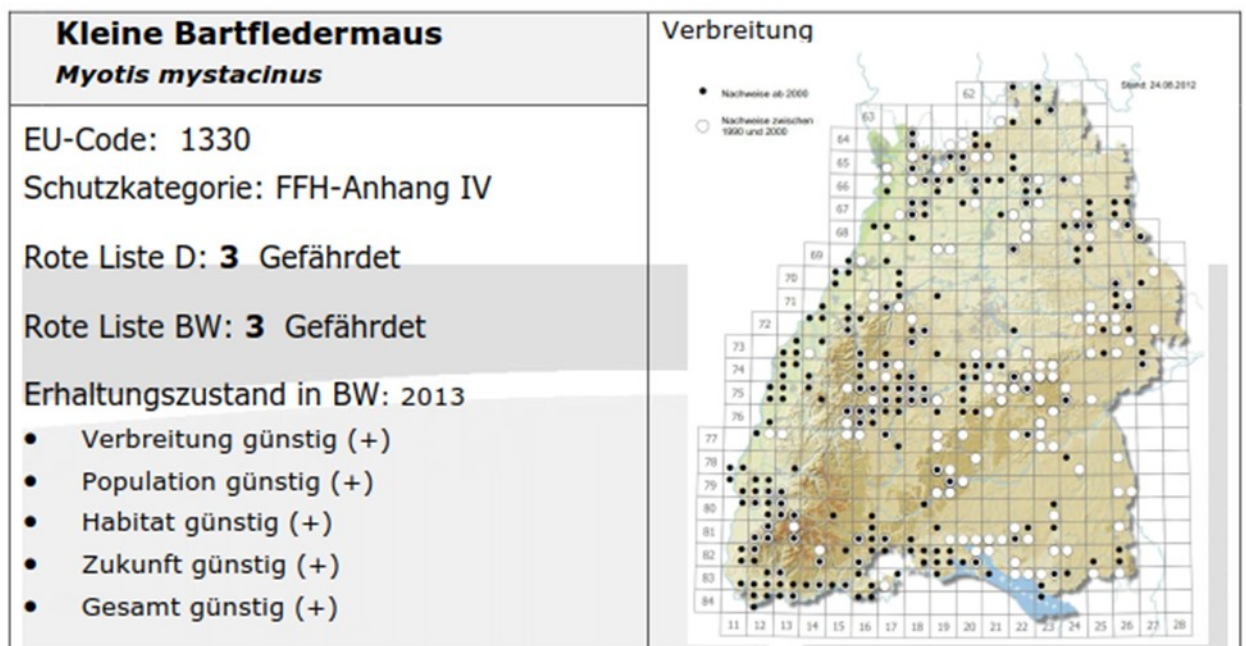 Kleine Bartfledermaus
Myotis mystacinus
EU-Code: 1330
Schutzkategorie: FFH-Anhang IV
Rote Liste D: 3 Gefährdet
Rote Liste BW: 3 Gefährdet
Erhaltungszustand in BW: 2013
• Verbreitung günstig (+)
• Population günstig (+)
• Habitat günstig (+)
• Zukunft günstig (+)
• Gesamt günstig (+)
Verbreitung
Nachweise ab 2000
Nachweise zwischen
1990 und 2000
Stand: 24.06.2012
62
63
64
65
66
67
68
69
70
71
72
73
74
75
76
77
78
79
80
81
82
83
84
11 12 13 14 15 16 17 18 19 20 21 22 23 24 25 26 27 28